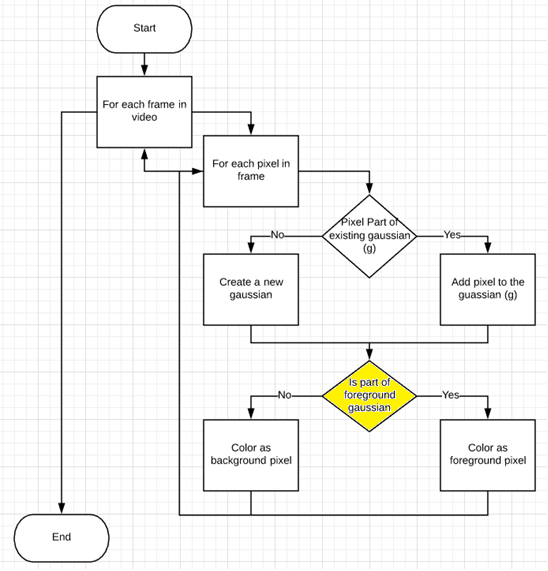 Start
For each frame in
video
For each pixel in
frame
Pixel Part of
existing gaussian
(g)
No
Yes
Create a new
gaussian
Add pixel to the
guassian (g)
Is part of
foreground
gaussian
No
Yes
Color as
background pixel
Color as
foreground pixel
End